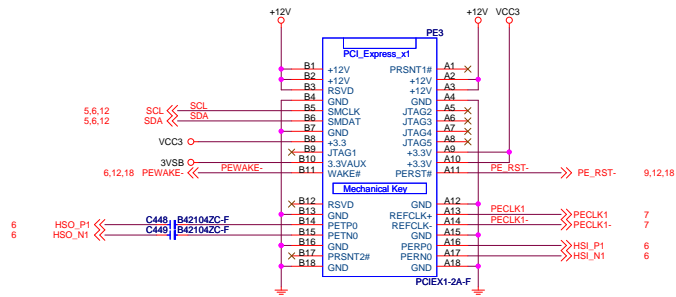 +12V +12V VCC3
PE3
PCI_Express_x1
B1 +12V PRSNT1# A1
B2 +12V +12V A2
B3 RSVD +12V A3
B4 GND GND A4
5,6,12 SCL SCL B5 SMCLK JTAG2 A5
5,6,12 SDA SDA B6 SMDAT JTAG3 A6
B7 GND JTAG4 A7
VCC3 B8 +3.3 JTAG5 A8
B9 JTAG1 +3.3V A9
3VSB B10 3.3VAUX +3.3V A10
6,12,18 PEWAKE- PEWAKE- B11 WAKE# PERST# A11 PE_RST- PE_RST- 9,12,18
Mechanical Key
B12 RSVD GND A12
B13 GND REFCLK+ A13 PECLK1 PECLK1 7
6 HSO_P1 C448 B42104ZC-F B14 PETP0 REFCLK- A14 PECLK1- PECLK1- 7
6 HSO_N1 C449 B42104ZC-F B15 PETN0 GND A15
B16 GND PERP0 A16 HSI_P1 6
B17 PRSNT2# PERN0 A17 HSI_N1 6
B18 GND GND A18
PCIEX1-2A-F